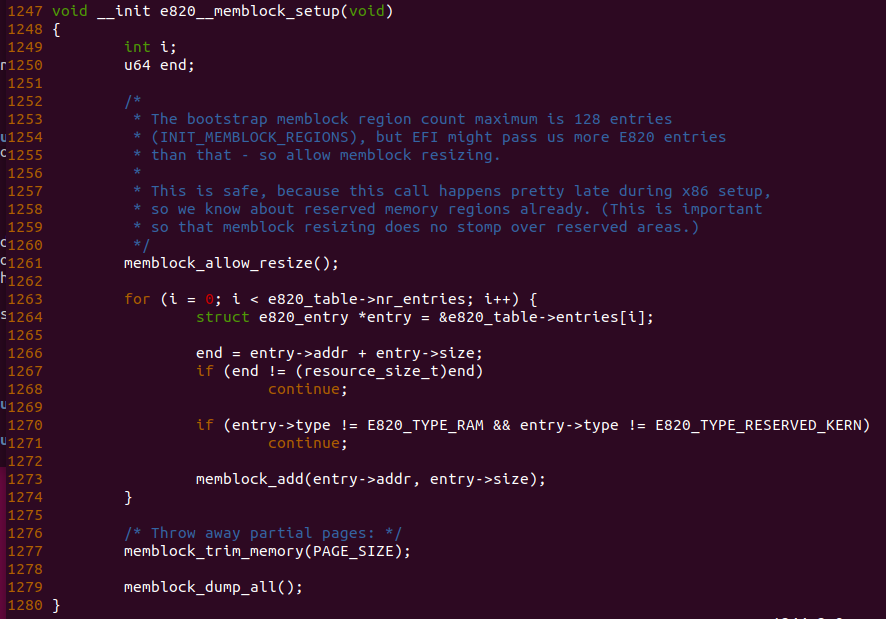 1247 void __init e820__memblock_setup(void)
1248 {
1249         int i;
1250         u64 end;
1251
1252         /*
1253          * The bootstrap memblock region count maximum is 128 entries
1254          * (INIT_MEMBLOCK_REGIONS), but EFI might pass us more E820 entries
1255          * than that - so allow memblock resizing.
1256          *
1257          * This is safe, because this call happens pretty late during x86 setup,
1258          * so we know about reserved memory regions already. (This is important
1259          * so that memblock resizing does no stomp over reserved areas.)
1260          */
1261         memblock_allow_resize();
1262
1263         for (i = 0; i < e820_table->nr_entries; i++) {
1264                 struct e820_entry *entry = &e820_table->entries[i];
1265
1266                 end = entry->addr + entry->size;
1267                 if (end != (resource_size_t)end)
1268                         continue;
1269
1270                 if (entry->type != E820_TYPE_RAM && entry->type != E820_TYPE_RESERVED_KERN)
1271                         continue;
1272
1273                 memblock_add(entry->addr, entry->size);
1274         }
1275
1276         /* Throw away partial pages: */
1277         memblock_trim_memory(PAGE_SIZE);
1278
1279         memblock_dump_all();
1280 }